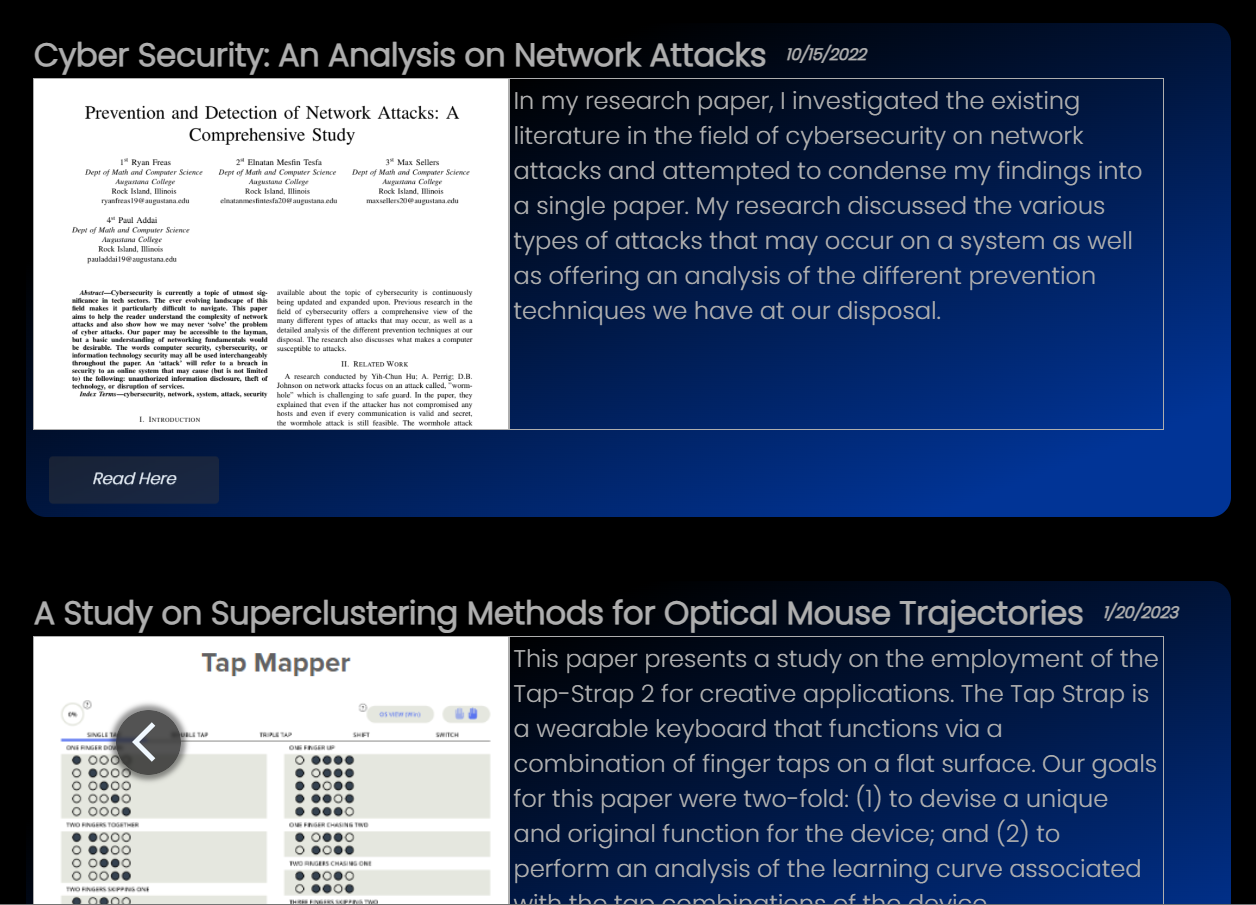 Cyber Security: An Analysis on Network Attacks 10/15/2022
Prevention and Detection of Network Attacks: A
Comprehensive Study
1st Ryan Freas
Dept of Math and Computer Science
Augustana College
Rock Island, Illinois
ryanfreas19@augustana.edu
2st Elnatan Mesfin Tesfa
Dept of Math and Computer Science
Augustana College
Rock Island, Illinois
elnatanmesfintesfa20@augustana.edu
3st Max Sellers
Dept of Math and Computer Science
Augustana College
Rock Island, Illinois
maxsellers20@augustana.edu
4st Paul Addai
Dept of Math and Computer Science
Augustana College
Rock Island, Illinois
pauladdai19@augustana.edu
Abstract—Cybersecurity is currently a topic of utmost sig-
nificance in tech sectors. The ever evolving landscape of this
field makes it particularly difficult to navigate. This paper
aims to help the reader understand the complexity of network
attacks and also show how we may never 'solve' the problem
of cyber attacks. Our paper may be accessible to the layman,
but a basic understanding of networking fundamentals would
be desirable. The words computer security, cybersecurity, or
information technology security may all be used interchangeably
throughout the paper. An 'attack' will refer to a breach in
security to an online system that may cause (but is not limited
to) the following: unauthorized information disclosure, theft of
technology, or disruption of services.
Index Terms—cybersecurity, network, system, attack, security
I. Introduction
available about the topic of cybersecurity is continuously
being updated and expanded upon. Previous research in the
field of cybersecurity offers a comprehensive view of the
many different types of attacks that may occur, as well as a
detailed analysis of the different prevention techniques at our
disposal. The research also discusses what makes a computer
susceptible to attacks.
II. Related Work
A research conducted by Yih-Chun Hu; A. Perrig; D.B.
Johnson on network attacks focus on an attack called, "worm-
hole" which is challenging to safe guard. In the paper, they
explained that even if the attacker has not compromised any
hosts and even if every communication is valid and secret,
the wormhole attack is still feasible. The wormhole attack
In my research paper, I investigated the existing
literature in the field of cybersecurity on network
attacks and attempted to condense my findings into
a single paper. My research discussed the various
types of attacks that may occur on a system as well
as offering an analysis of the different prevention
techniques we have at our disposal.
Read Here
A Study on Superclustering Methods for Optical Mouse Trajectories 1/20/2023
Tap Mapper
0%
?
?
OS VIEW (Win)
SINGLE TRIPLE TAP SHIFT SWITCH
ONE FINGER DOWN
TWO FINGERS TOGETHER
TWO FINGERS SKIPPING ONE
ONE FINGER UP
ONE FINGER CHASING TWO
TWO FINGERS CHASING ONE
THREE FINGERS SKIPPING TWO
This paper presents a study on the employment of the
Tap-Strap 2 for creative applications. The Tap Strap is
a wearable keyboard that functions via a
combination of finger taps on a flat surface. Our goals
for this paper were two-fold: (1) to devise a unique
and original function for the device; and (2) to
perform an analysis of the learning curve associated
with the tap combinations of the device.